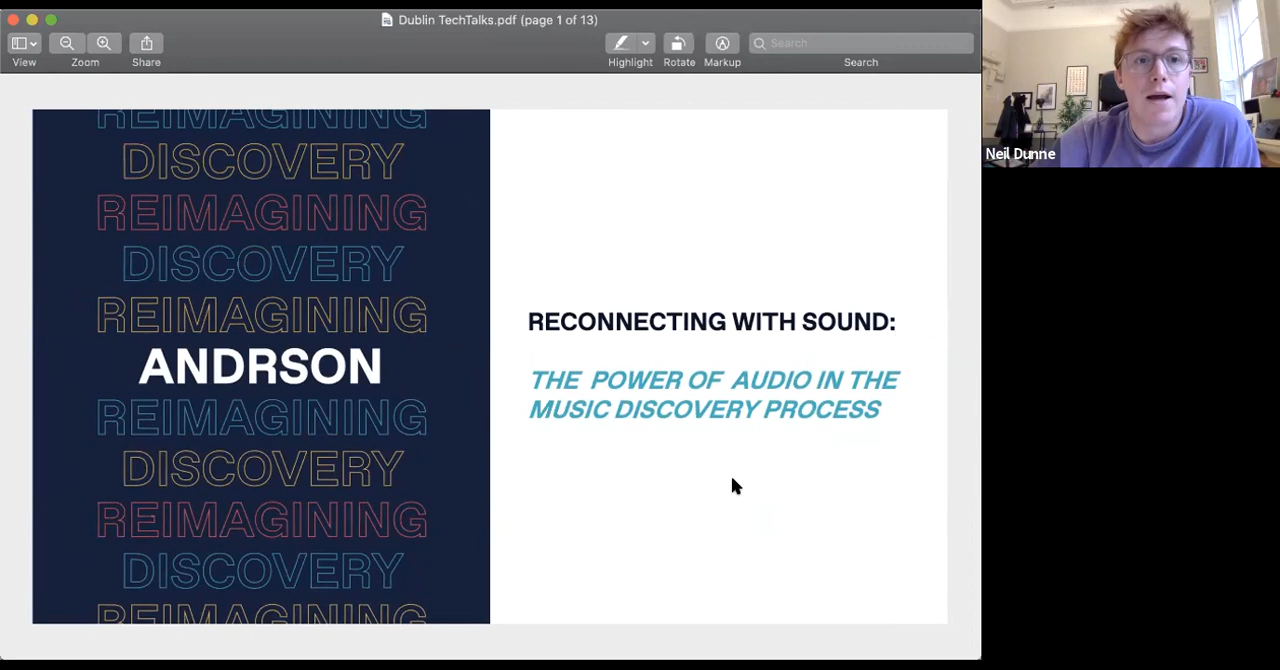 Dublin TechTalks.pdf (page 1 of 13)
View
Zoom
Share
Highlight
Rotate
Markup
Search
Search
Neil Dunne
REIMAGINING
DISCOVERY
REIMAGINING
DISCOVERY
REIMAGINING
ANDRSON
REIMAGINING
DISCOVERY
REIMAGINING
DISCOVERY
REIMAGINING
RECONNECTING WITH SOUND:
THE POWER OF AUDIO IN THE
MUSIC DISCOVERY PROCESS